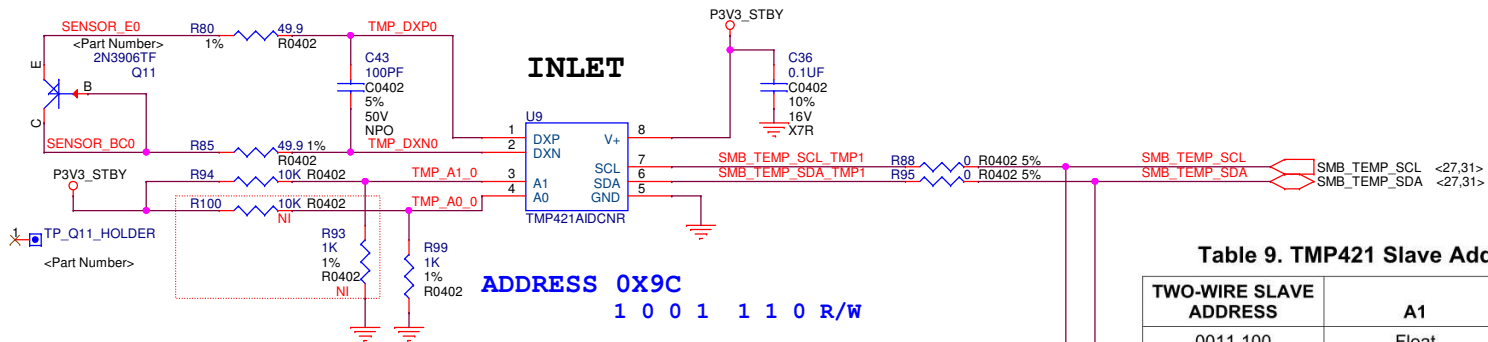 P3V3_STBY
SENSOR_E0 R80 49.9 TMP_DXP0
<Part Number> 1% R0402
2N3906TF
Q11
E
B
C
C43
100PF
C0402
5%
50V
NPO
INLET
C36
0.1UF
C0402
10%
16V
X7R
U9
1 DXP V+ 8
2 DXN
SCL 7
3 A1 SDA 6
4 A0 GND 5
TMP421AIDCNR
SENSOR_BC0 R85 49.9 1% TMP_DXN0
R0402
P3V3_STBY R94 10K R0402 TMP_A1_0
R100 10K R0402 TMP_A0_0
NI
SMB_TEMP_SCL_TMP1 R88 0 R0402 5% SMB_TEMP_SCL SMB_TEMP_SCL <27,31>
SMB_TEMP_SDA_TMP1 R95 0 R0402 5% SMB_TEMP_SDA SMB_TEMP_SDA <27,31>
1 TP_Q11_HOLDER
<Part Number>
R93
1K
1%
R0402
NI
R99
1K
1%
R0402
ADDRESS 0X9C
1 0 0 1 1 1 0 R/W
Table 9. TMP421 Slave Add
TWO-WIRE SLAVE
ADDRESS A1
0011 100 Float